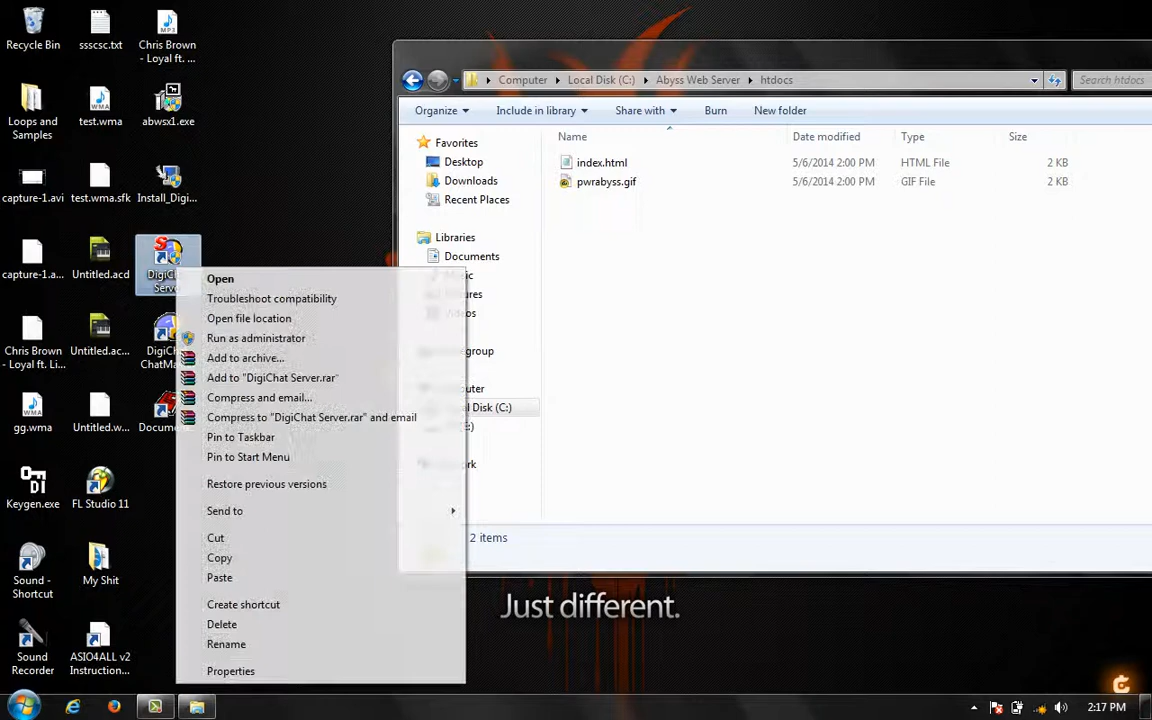 Recycle Bin
ssscsc.txt
Chris Brown
- Loyal ft. ...
Loops and
Samples
test.wma
abwsx1.exe
capture-1.avi
test.wma.sfk
Install_Digi...
capture-1.a...
Untitled.acd
DigiCh
Serve
Chris Brown
- Loyal ft. Li...
Untitled.ac...
DigiC
ChatMa
gg.wma
Untitled.w...
Docum
Keygen.exe
FL Studio 11
Sound -
Shortcut
My Shit
Sound
Recorder
ASIO4ALL v2
Instruction...
Open
Troubleshoot compatibility
Open file location
Run as administrator
Add to archive...
Add to "DigiChat Server.rar"
Compress and email...
Compress to "DigiChat Server.rar" and email
Pin to Taskbar
Pin to Start Menu
Restore previous versions
Send to
Cut
Copy
Paste
Create shortcut
Delete
Rename
Properties
Computer
Local Disk (C:)
Abyss Web Server
htdocs
Search htdocs
Organize
Include in library
Share with
Burn
New folder
Favorites
Desktop
Downloads
Recent Places
Libraries
Documents
Name
Date modified
Type
Size
index.html
5/6/2014 2:00 PM
HTML File
2 KB
pwrabyss.gif
5/6/2014 2:00 PM
GIF File
2 KB
2 items
Just different.
2:17 PM